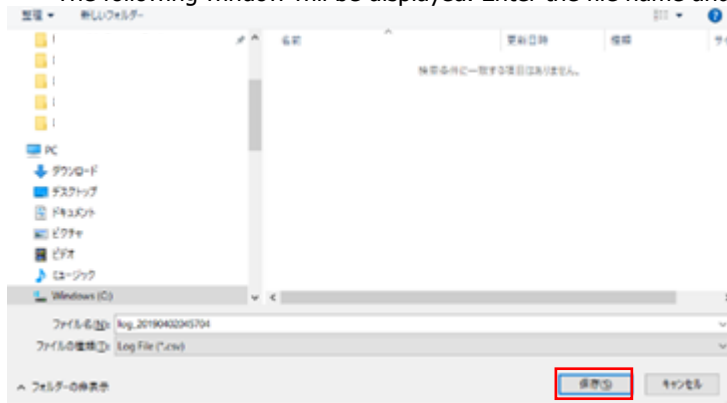 The following window will be displayed. Enter the file name and
整理 ▼ 新しいフォルダー
名前 更新日時 種類 サイ
検索条件に一致する項目はありません。
PC
ダウンロード
デスクトップ
ドキュメント
ピクチャ
ビデオ
ミュージック
Windows (C:)
ファイル名(N): log_20190402045704
ファイルの種類(T): Log File (*.csv)
フォルダーの非表示 保存(S) キャンセル